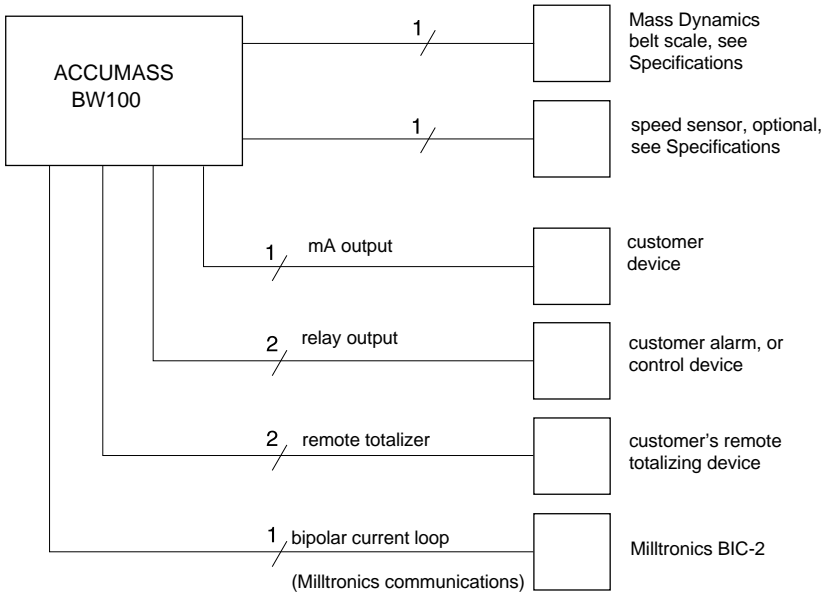 ACCUMASS
BW100
1
Mass Dynamics
belt scale, see
Specifications
1
speed sensor, optional,
see Specifications
1 mA output
customer
device
2 relay output
customer alarm, or
control device
2 remote totalizer
customer's remote
totalizing device
1 bipolar current loop
(Milltronics communications)
Milltronics BIC-2